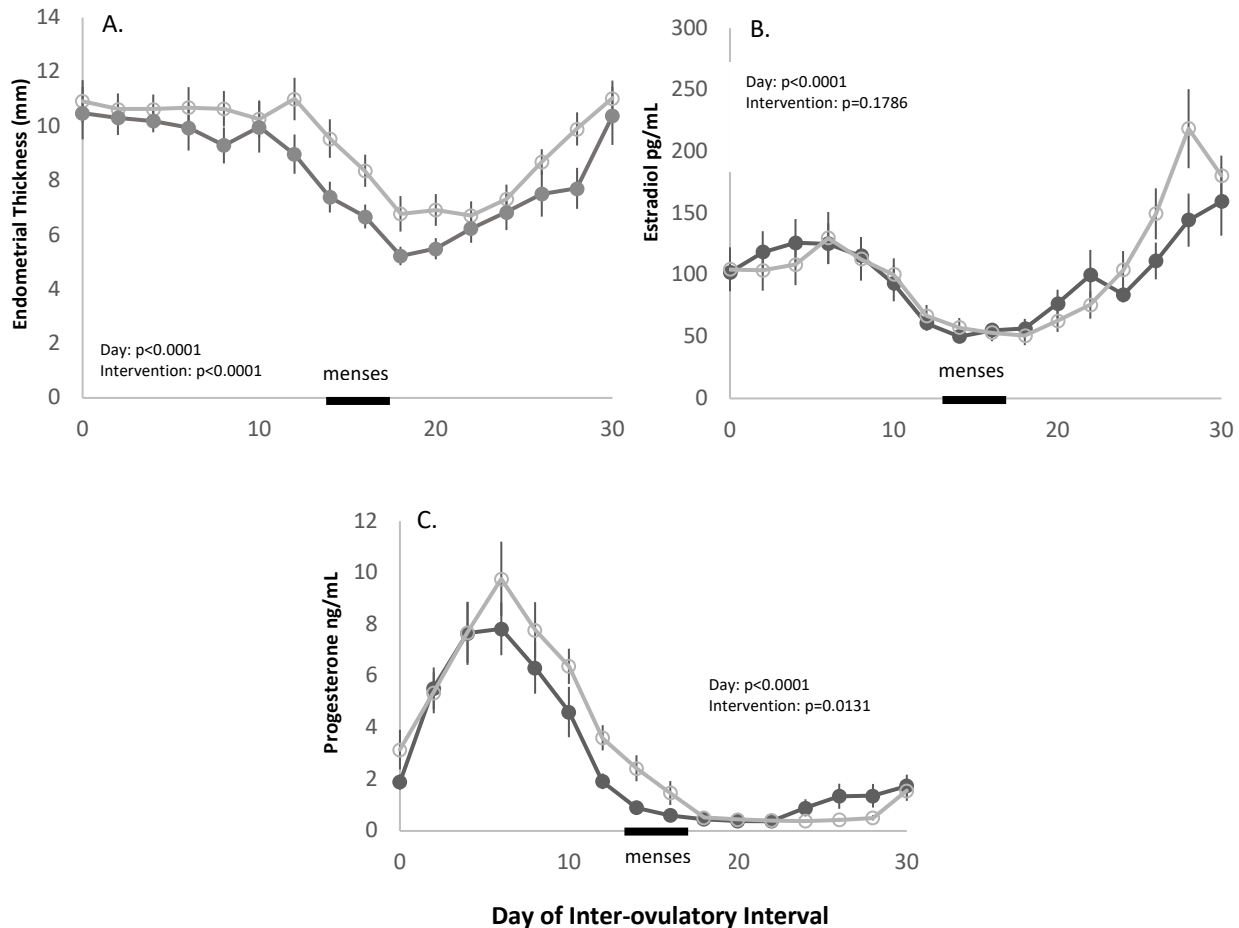 A.
Endometrial Thickness (mm)
14
12
10
8
6
4
2
0
Day: p<0.0001
Intervention: p<0.0001
menses
0
10
20
30
B.
Estradiol pg/mL
300
250
200
150
100
50
0
Day: p<0.0001
Intervention: p=0.1786
menses
0
10
20
30
C.
Progesterone ng/mL
12
10
8
6
4
2
0
Day: p<0.0001
Intervention: p=0.0131
menses
0
10
20
30
Day of Inter-ovulatory Interval